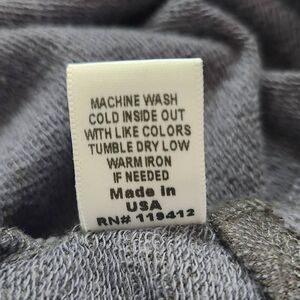 MACHINE WASH
COLD INSIDE OUT
WITH LIKE COLORS
TUMBLE DRY LOW
WARM IRON
IF NEEDED
Made in
USA
RN# 119412